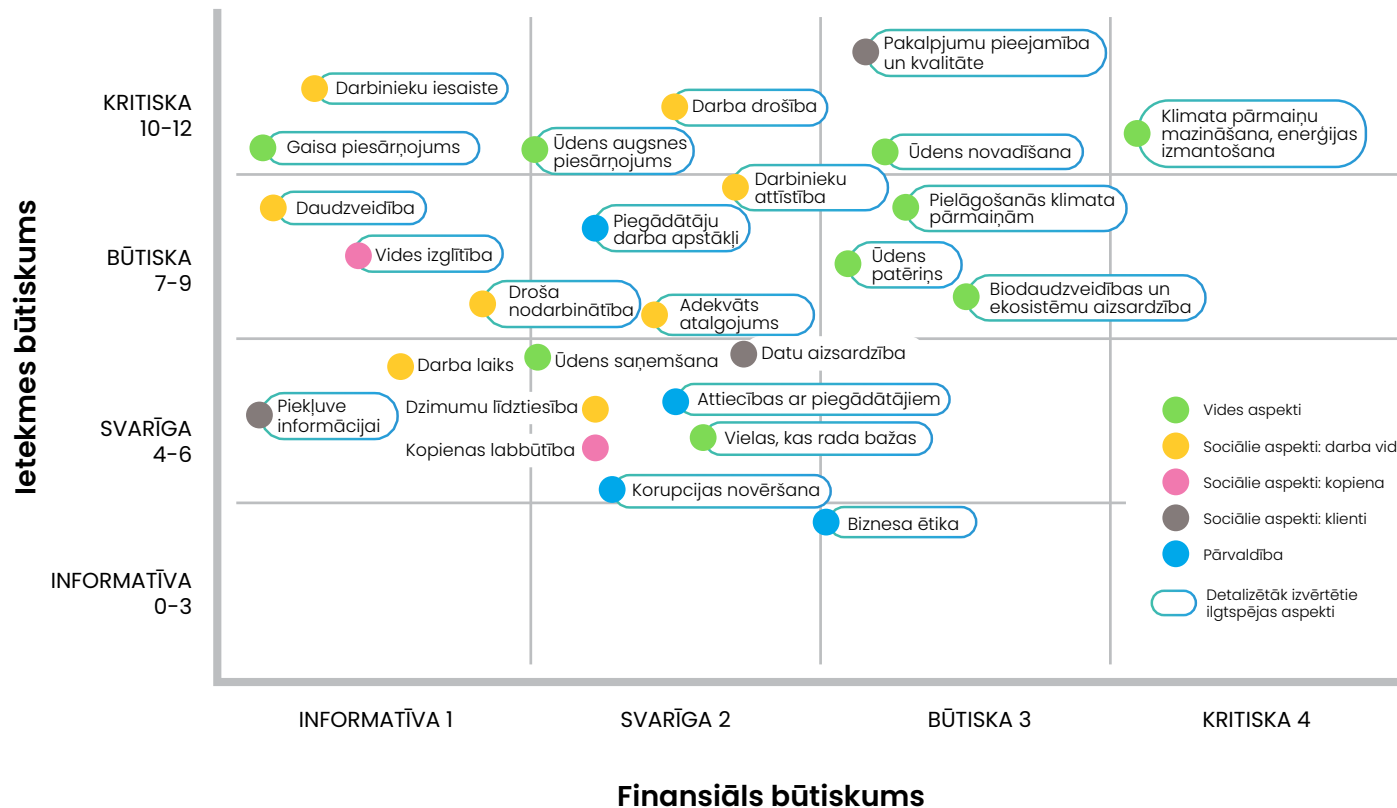 Ietekmes būtiskums
KRITISKA
10-12
BŪTISKA
7-9
SVARĪGA
4-6
INFORMATĪVA
0-3
Pakalpjumu pieejamība
un kvalitāte
Darbinieku iesaiste
Darba drošība
Klimata pārmaiņu
mazināšana, enerģijas
izmantošana
Gaisa piesārņojums
Ūdens augsnes
piesārņojums
Ūdens novadīšana
Darbinieku
attīstība
Daudzveidība
Pielāgošanās klimata
pārmaiņām
Piegādātāju
darba apstākļi
Vides izglītība
Ūdens
patēriņš
Droša
nodarbinātība
Adekvāts
atalgojums
Biodaudzveidības un
ekosistēmu aizsardzība
Darba laiks
Ūdens saņemšana
Datu aizsardzība
Piekļuve
informācijai
Dzimumu līdztiesība
Attiecības ar piegādātājiem
Kopienas labbūtība
Vielas, kas rada bažas
Korupcijas novēršana
Biznesa ētika
Vides aspekti
Sociālie aspekti: darba vid
Sociālie aspekti: kopiena
Sociālie aspekti: klienti
Pārvaldība
Detalizētāk izvērtētie
ilgtspējas aspekti
INFORMATĪVA 1
SVARĪGA 2
BŪTISKA 3
KRITISKA 4
Finansiāls būtiskums